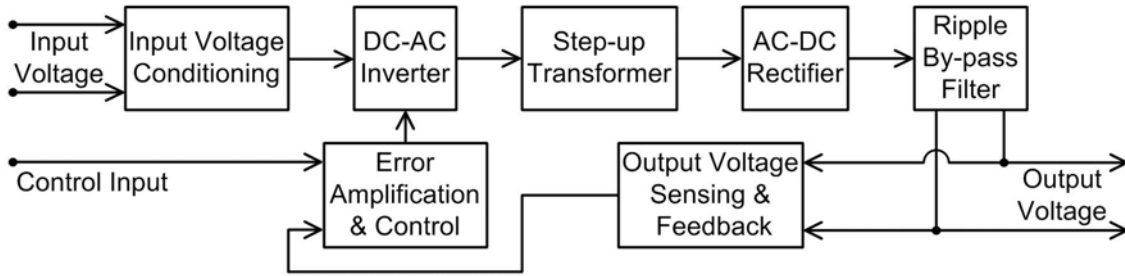 Input
Voltage
Input Voltage
Conditioning
DC-AC
Inverter
Step-up
Transformer
AC-DC
Rectifier
Ripple
By-pass
Filter
Control Input
Error
Amplification
& Control
Output Voltage
Sensing &
Feedback
Output
Voltage